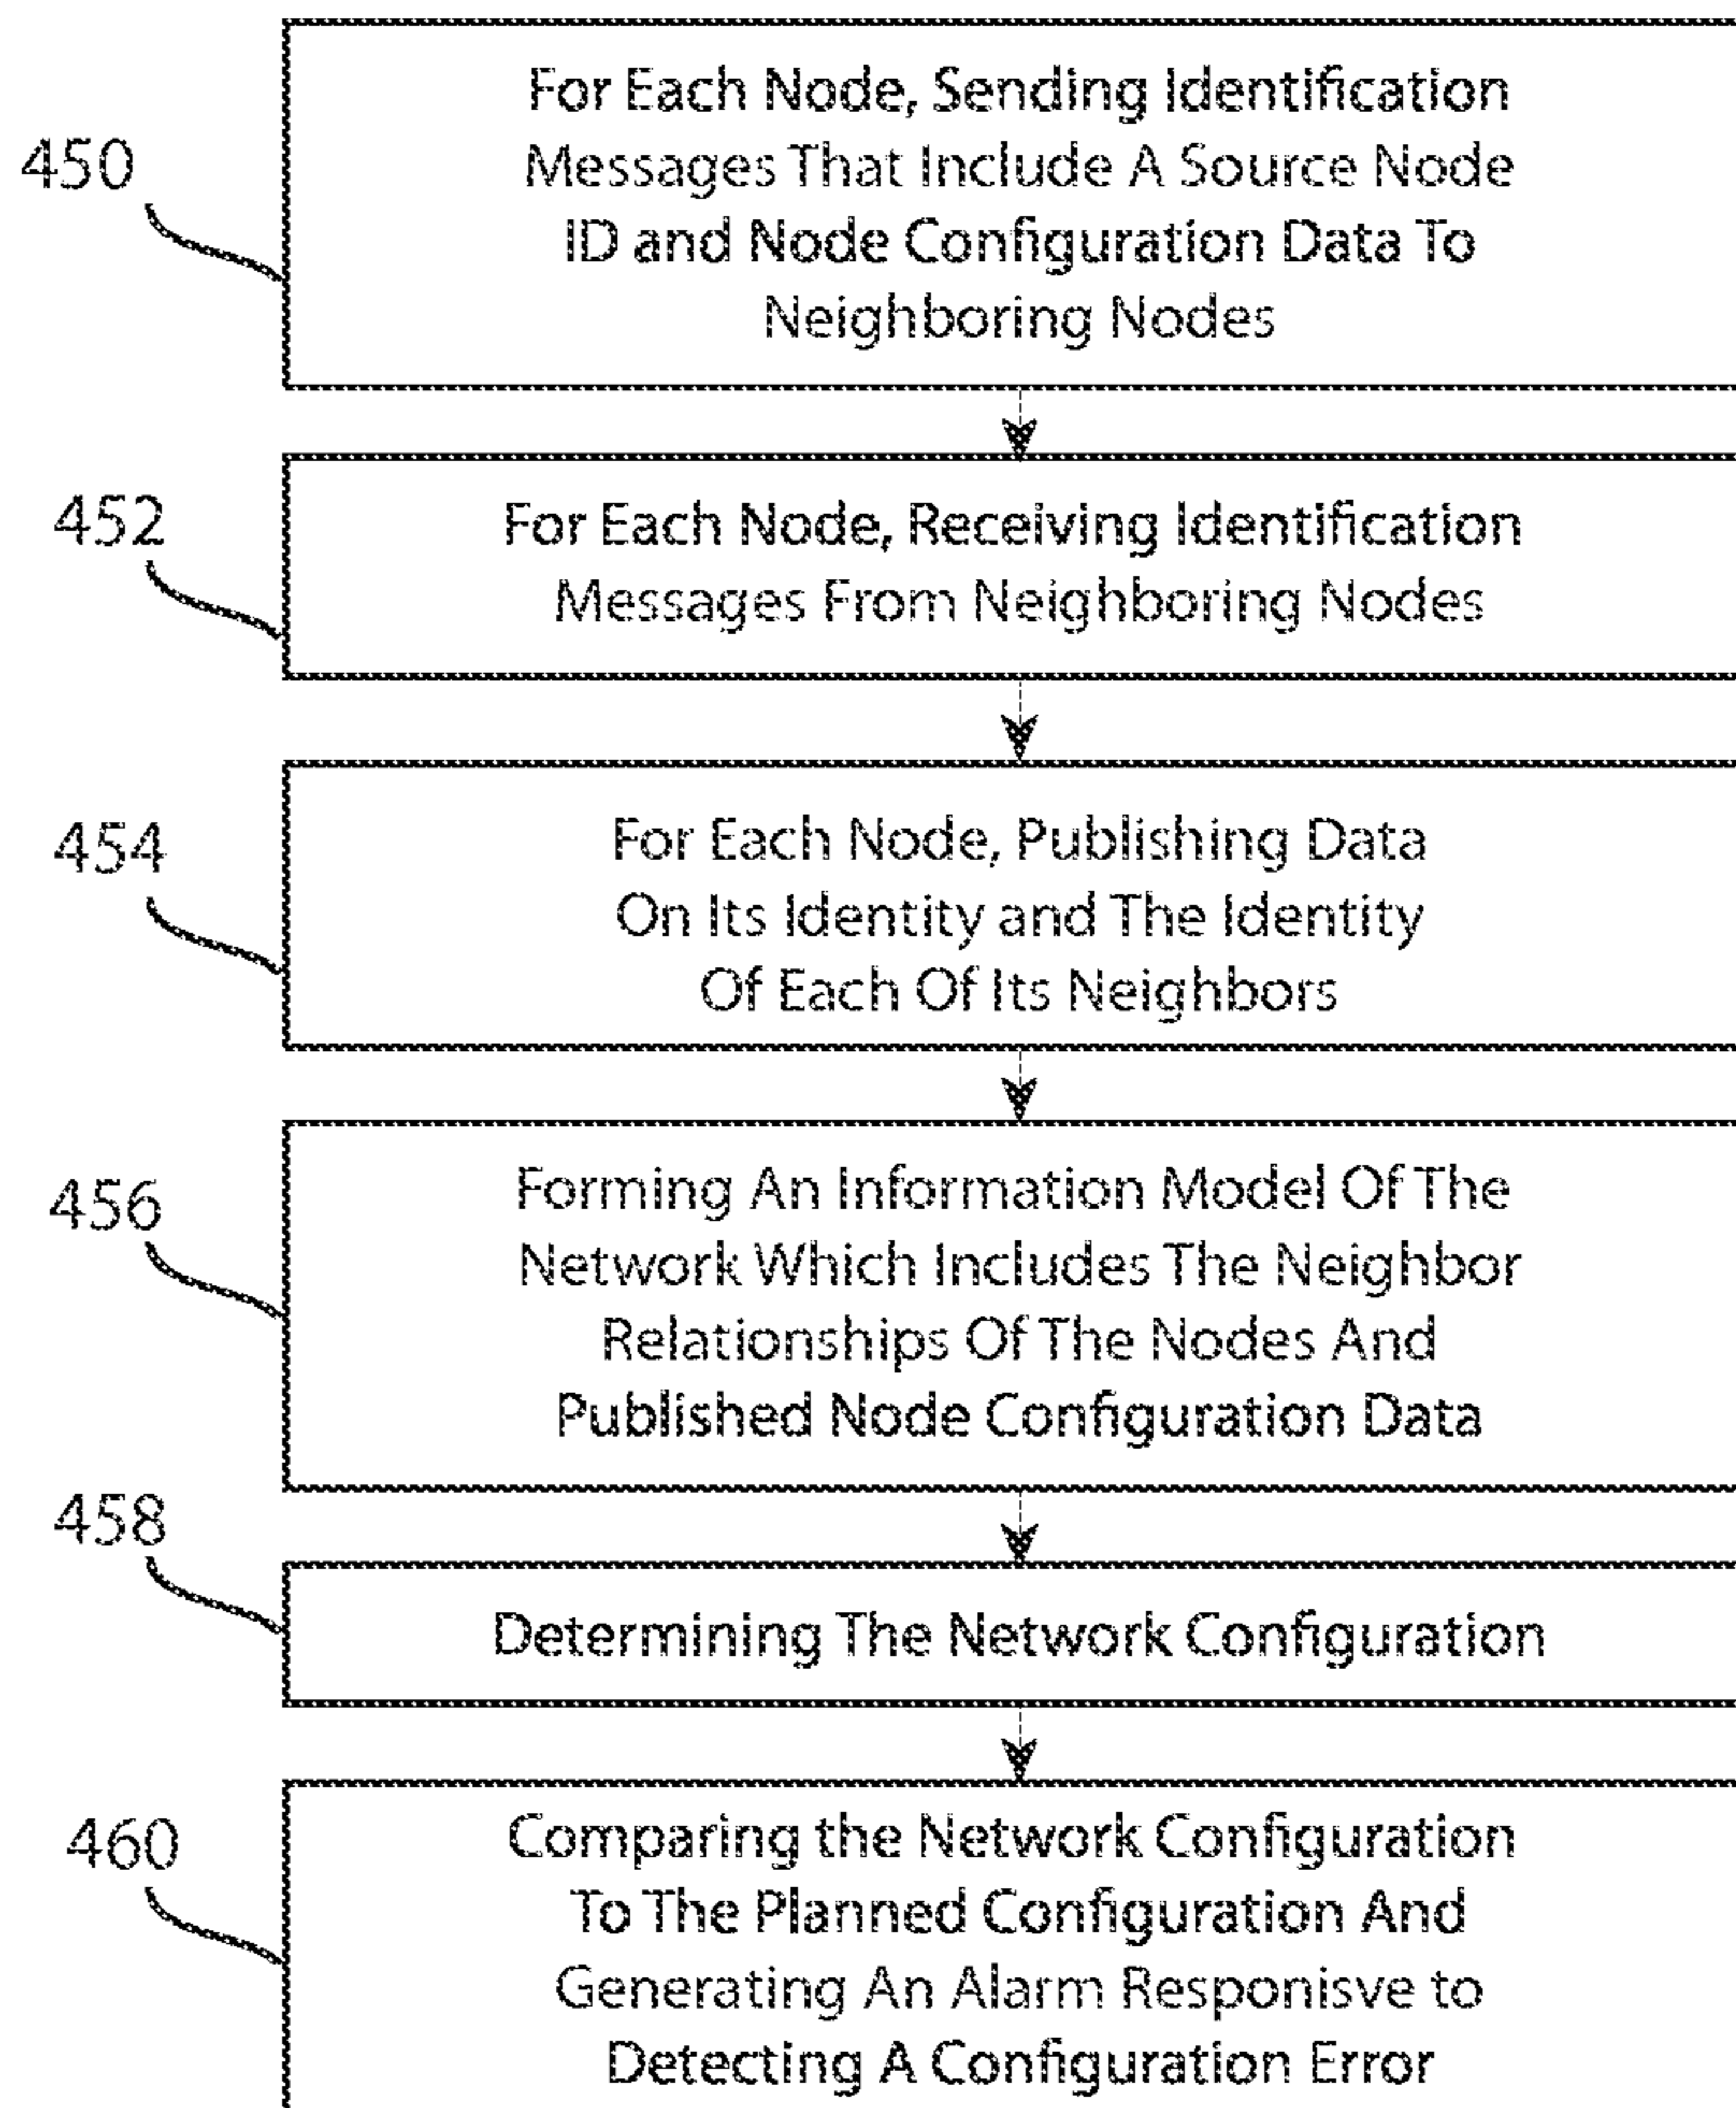 For Each Node, Sending Identification
450
Messages That Include A Source Node
ID and Node Configuration Data To
Neighboring Nodes
452
For Each Node, Receiving Identification
Messages From Neighboring Nodes
454
For Each Node, Publishing Data
On Its Identity and The Identity
Of Each Of Its Neighbors
456
Forming An Information Model Of The
Network Which Includes The Neighbor
Relationships Of The Nodes And
Published Node Configuration Data
458
Determining The Network Configuration
460
Comparing the Network Configuration
To The Planned Configuration And
Generating An Alarm Responisve to
Detecting A Configuration Error